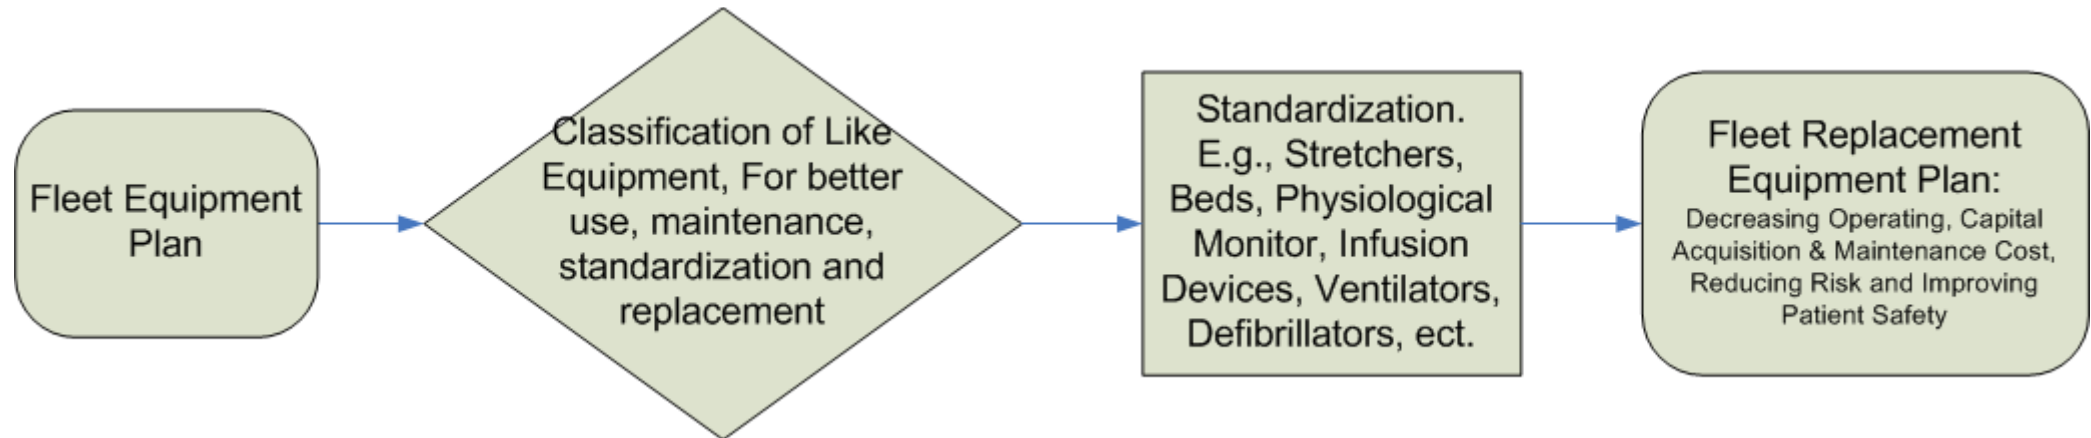 Fleet Equipment
Plan
Classification of Like
Equipment, For better
use, maintenance,
standardization and
replacement
Standardization.
E.g., Stretchers,
Beds, Physiological
Monitor, Infusion
Devices, Ventilators,
Defibrillators, ect.
Fleet Replacement
Equipment Plan:
Decreasing Operating, Capital
Acquisition & Maintenance Cost,
Reducing Risk and Improving
Patient Safety